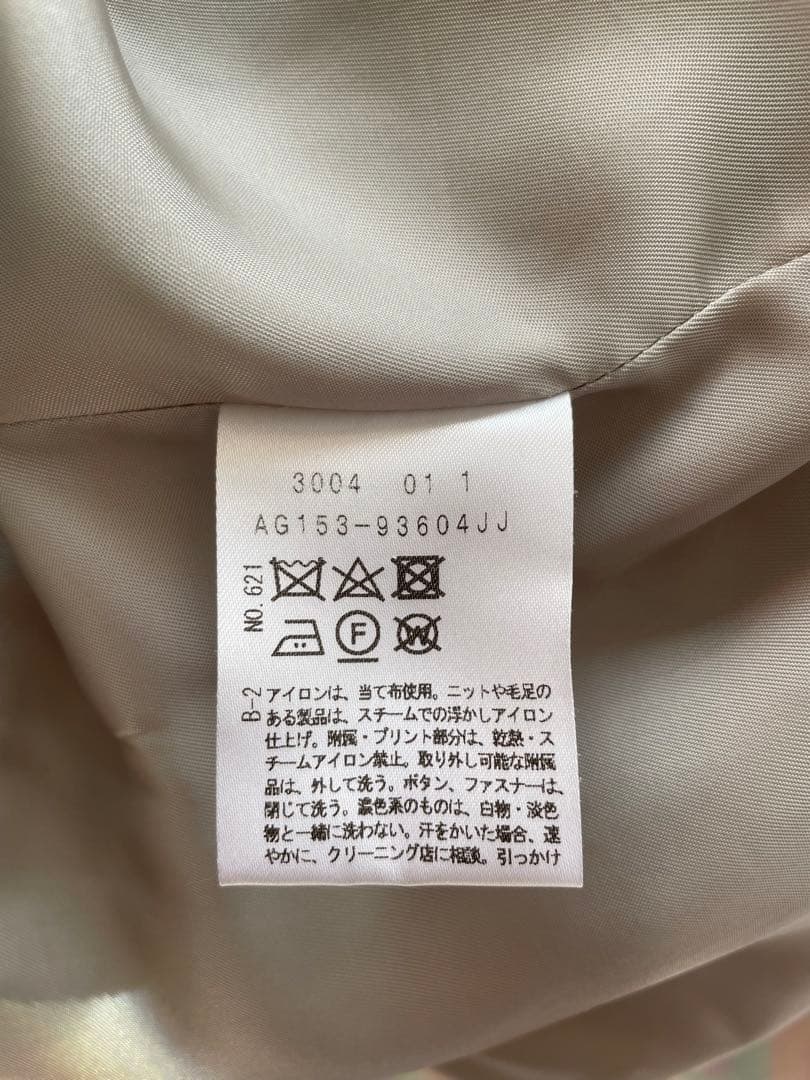 3004 01 1
AG153-93604JJ
NO.621
F
W
B-2
アイロンは、当て布使用。ニットや毛足の
ある製品は、スチームでの浮かしアイロン
仕上げ。附属・プリント部分は、乾熱・ス
チームアイロン禁止。取り外し可能な附属
品は、外して洗う。ボタン、ファスナーは、
閉じて洗う。濃色系のものは、白物・淡色
物と一緒に洗わない。汗をかいた場合、速
やかに、クリーニング店に相談。引っかけ